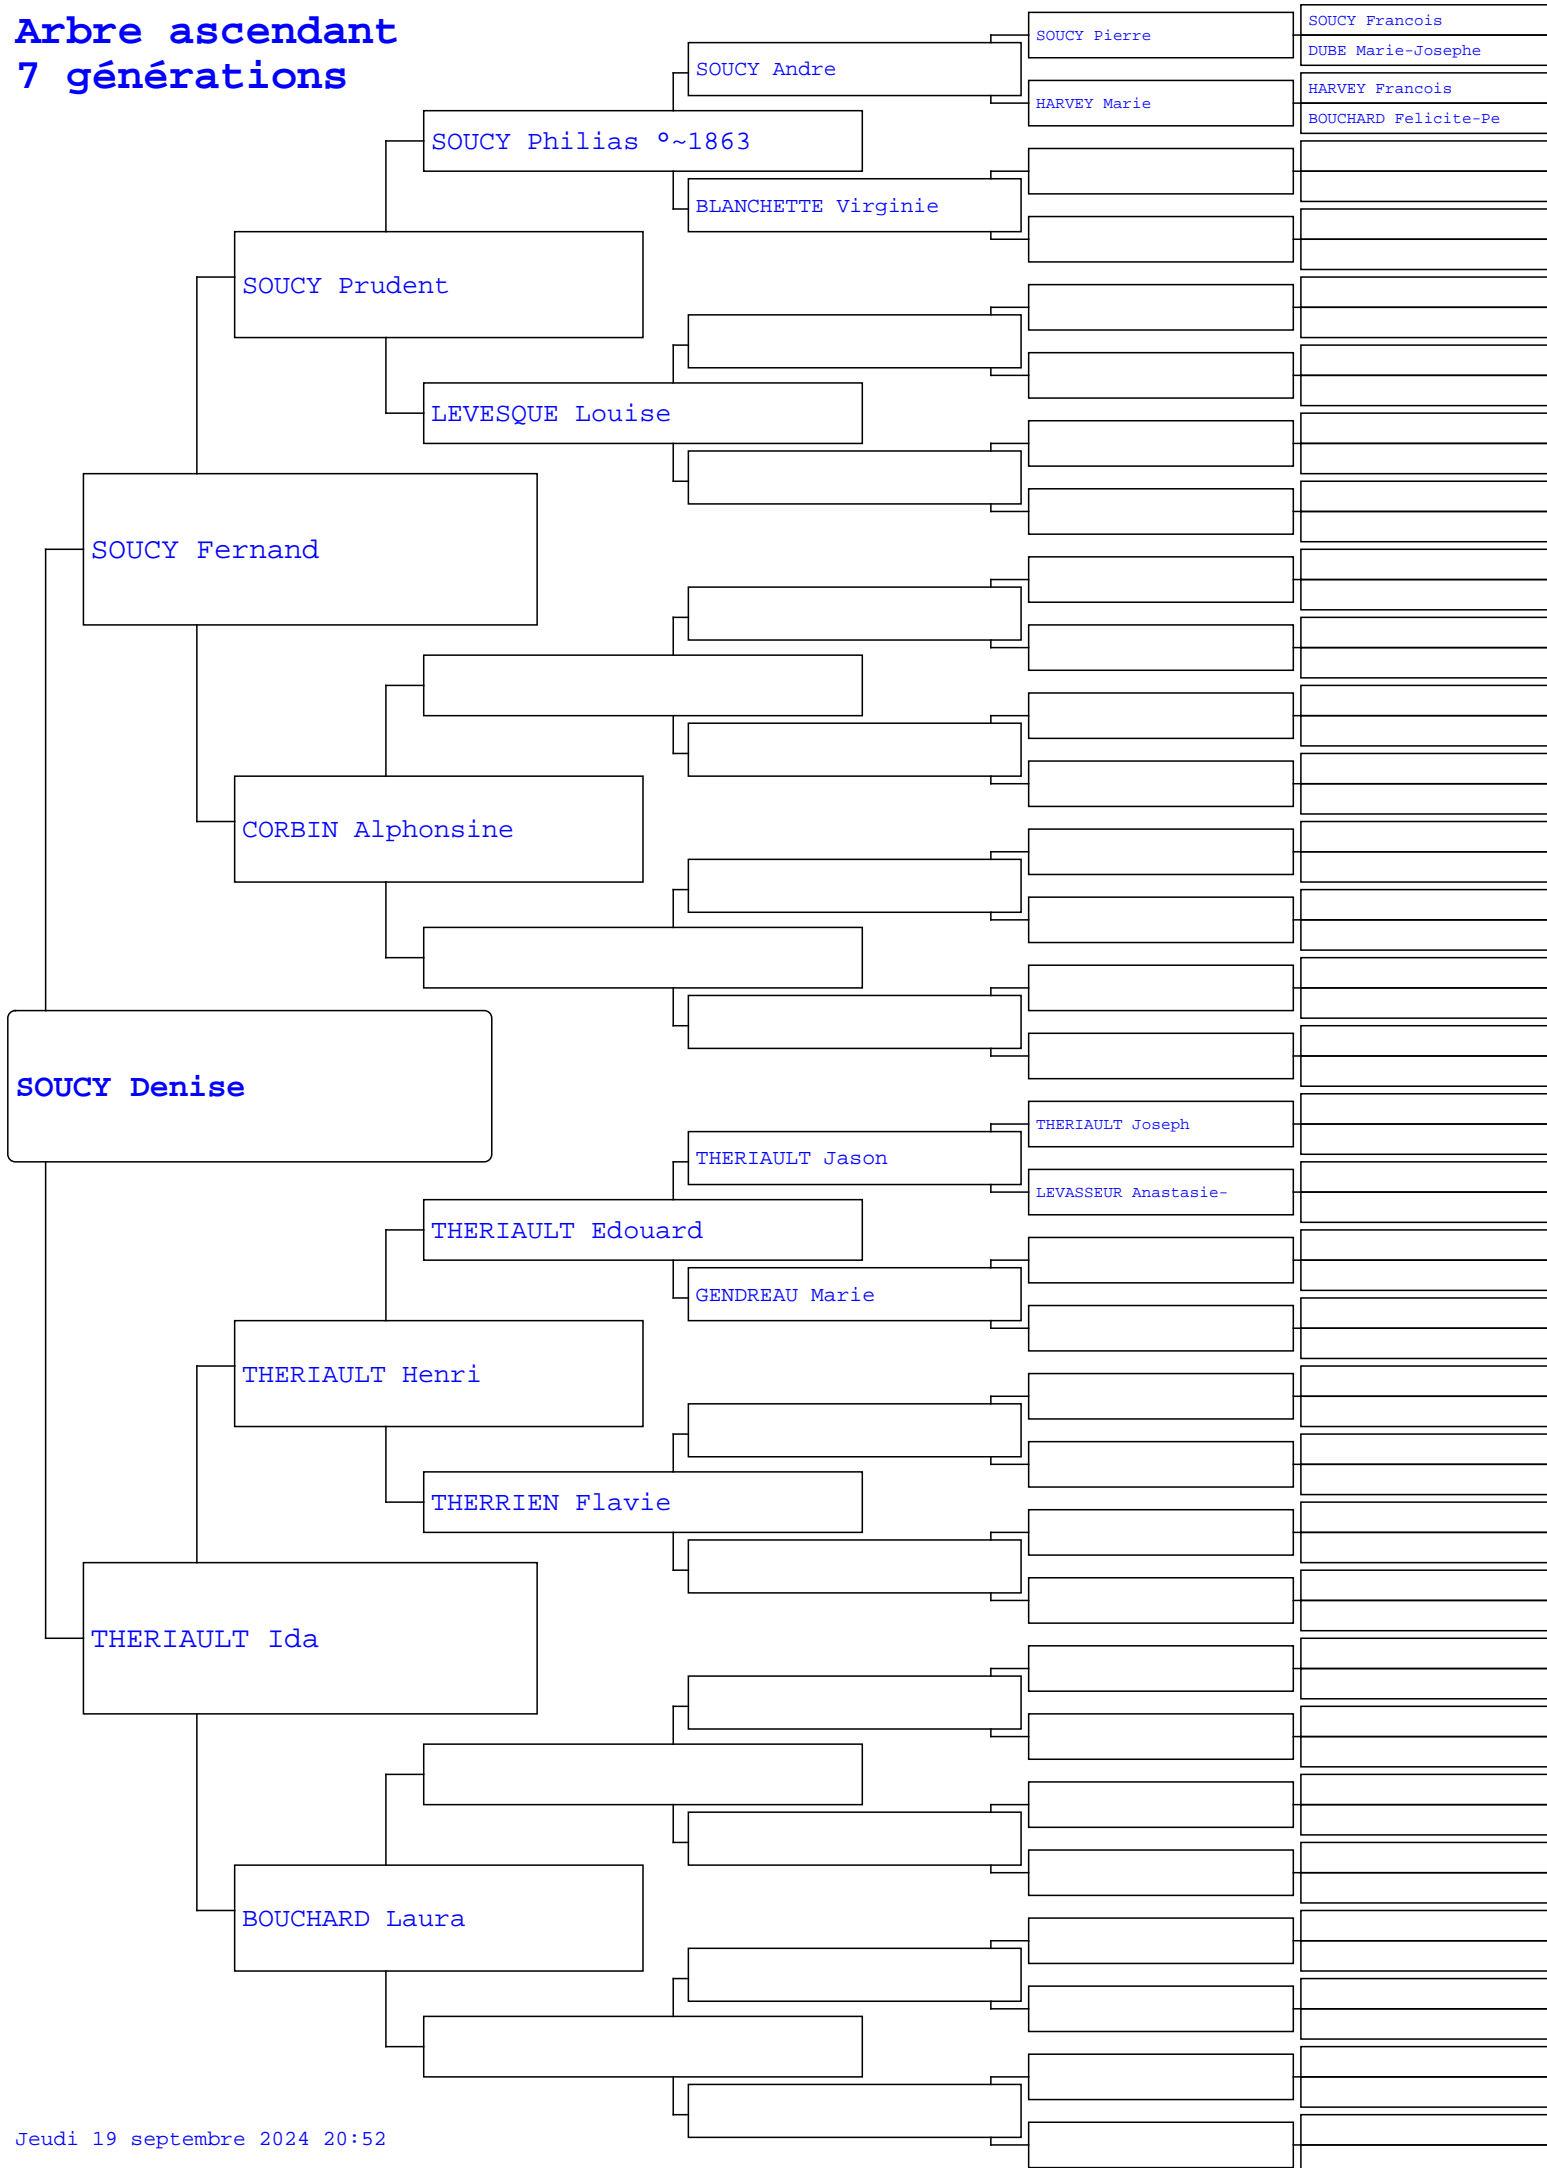 Arbre ascendant
7 générations
SOUCY Francois
DUBE Marie-Josephe
SOUCY Pierre
SOUCY Andre
HARVEY Francois
HARVEY Marie
BOUCHARD Felicite-Pe
SOUCY Philias °~1863
BLANCHETTE Virginie
SOUCY Prudent
LEVESQUE Louise
SOUCY Fernand
CORBIN Alphonsine
SOUCY Denise
THERIAULT Joseph
THERIAULT Jason
LEVASSEUR Anastasie-
THERIAULT Edouard
GENDREAU Marie
THERIAULT Henri
THERRIEN Flavie
THERIAULT Ida
BOUCHARD Laura
Jeudi 19 septembre 2024 20:52